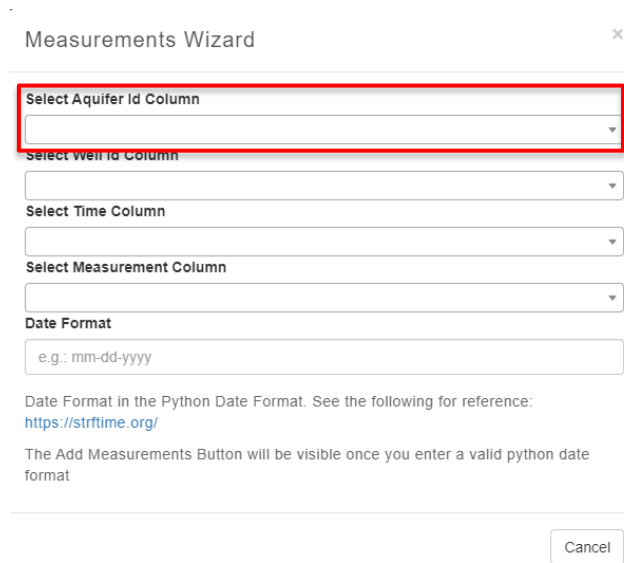 Measurements Wizard
×
Select Aquifer Id Column
Select Well Id Column
Select Time Column
Select Measurement Column
Date Format
e.g.: mm-dd-yyyy
Date Format in the Python Date Format. See the following for reference:
https://strftime.org/
The Add Measurements Button will be visible once you enter a valid python date
format
Cancel